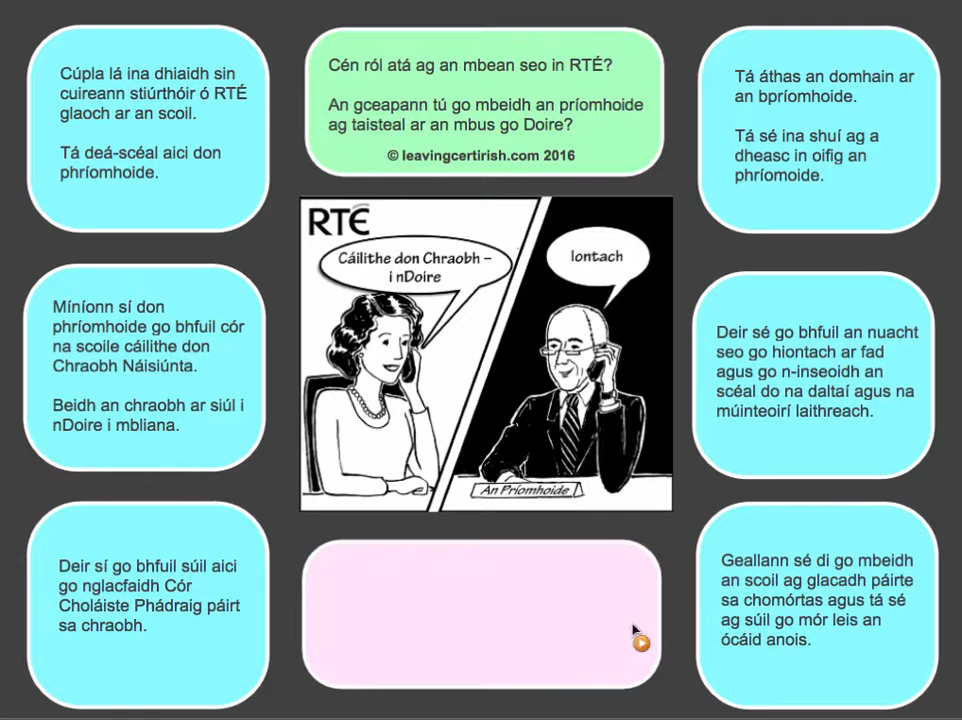 Cúpla lá ina dhiaidh sin
cuireann stiúrthóir ó RTÉ
glaoch ar an scoil.
Tá deá-scéal aici don
phríomhoide.
Míníonn sí don
phríomhoide go bhfuil cór
na scoile cáilithe don
Chraobh Náisiúnta.
Beidh an chraobh ar siúl i
nDoire i mbliana.
Deir sí go bhfuil súil aici
go nglacfaidh Cór
Choláiste Phádraig páirt
sa chraobh.
Cén ról atá ag an mbean seo in RTÉ?
An gceapann tú go mbeidh an príomhoide
ag taisteal ar an mbus go Doire?
© leavingcertirish.com 2016
RTÉ
Cáilithe don Chraobh –
i nDoire
Iontach
An Príomhoide
Tá áthas an domhain ar
an bpríomhoide.
Tá sé ina shuí ag a
dheasc in oifig an
phríomoide.
Deir sé go bhfuil an nuacht
seo go hiontach ar fad
agus go n-inseoidh an
scéal do na daltaí agus na
múinteoirí laithreach.
Geallann sé di go mbeidh
an scoil ag glacadh páirte
sa chomórtas agus tá sé
ag súil go mór leis an
ócáid anois.